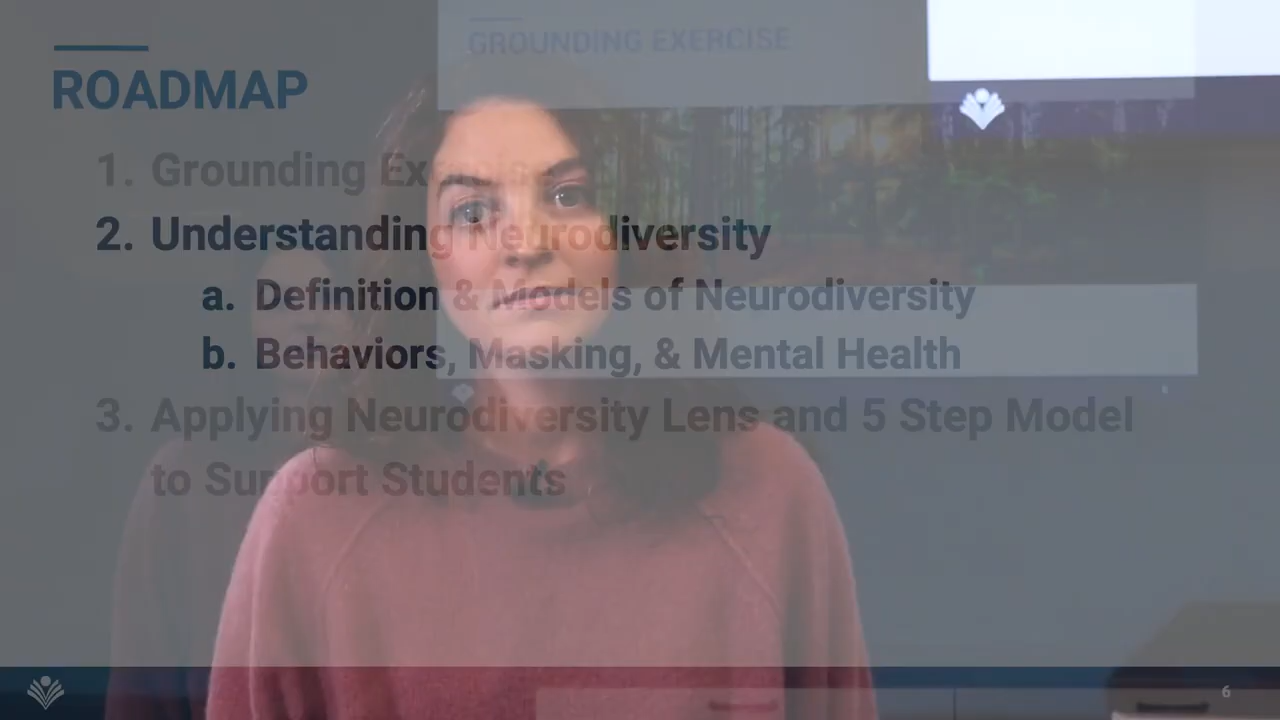 GROUNDING EXERCISE
ROADMAP
1. Grounding Ex
2. Understanding Neurodiversity
a. Definition & Models of Neurodiversity
b. Behaviors, Masking, & Mental Health
3. Applying Neurodiversity Lens and 5 Step Model
to Support Students
6